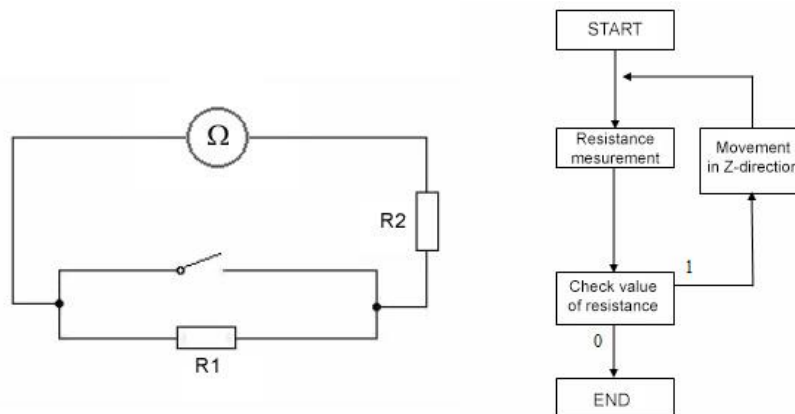 Ω
R2
R1
START
Resistance
mesurement
Movement
in Z-direction
Check value
of resistance
1
0
END